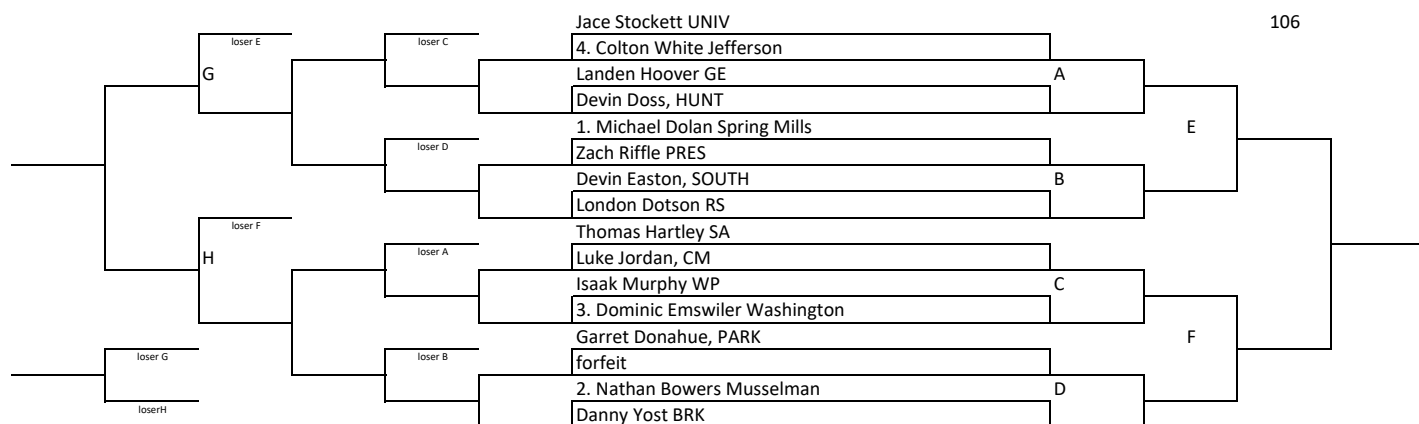 Jace Stockett UNIV 106
loser E loser C 4. Colton White Jefferson
G Landen Hoover GE A
Devin Doss, HUNT
1. Michael Dolan Spring Mills E
loser D Zach Riffle PRES
Devin Easton, SOUTH B
London Dotson RS
loser F Thomas Hartley SA
loser A Luke Jordan, CM
H Isaak Murphy WP C
3. Dominic Emswiler Washington
Garret Donahue, PARK F
loser G loser B forfeit
2. Nathan Bowers Musselman D
loserH Danny Yost BRK